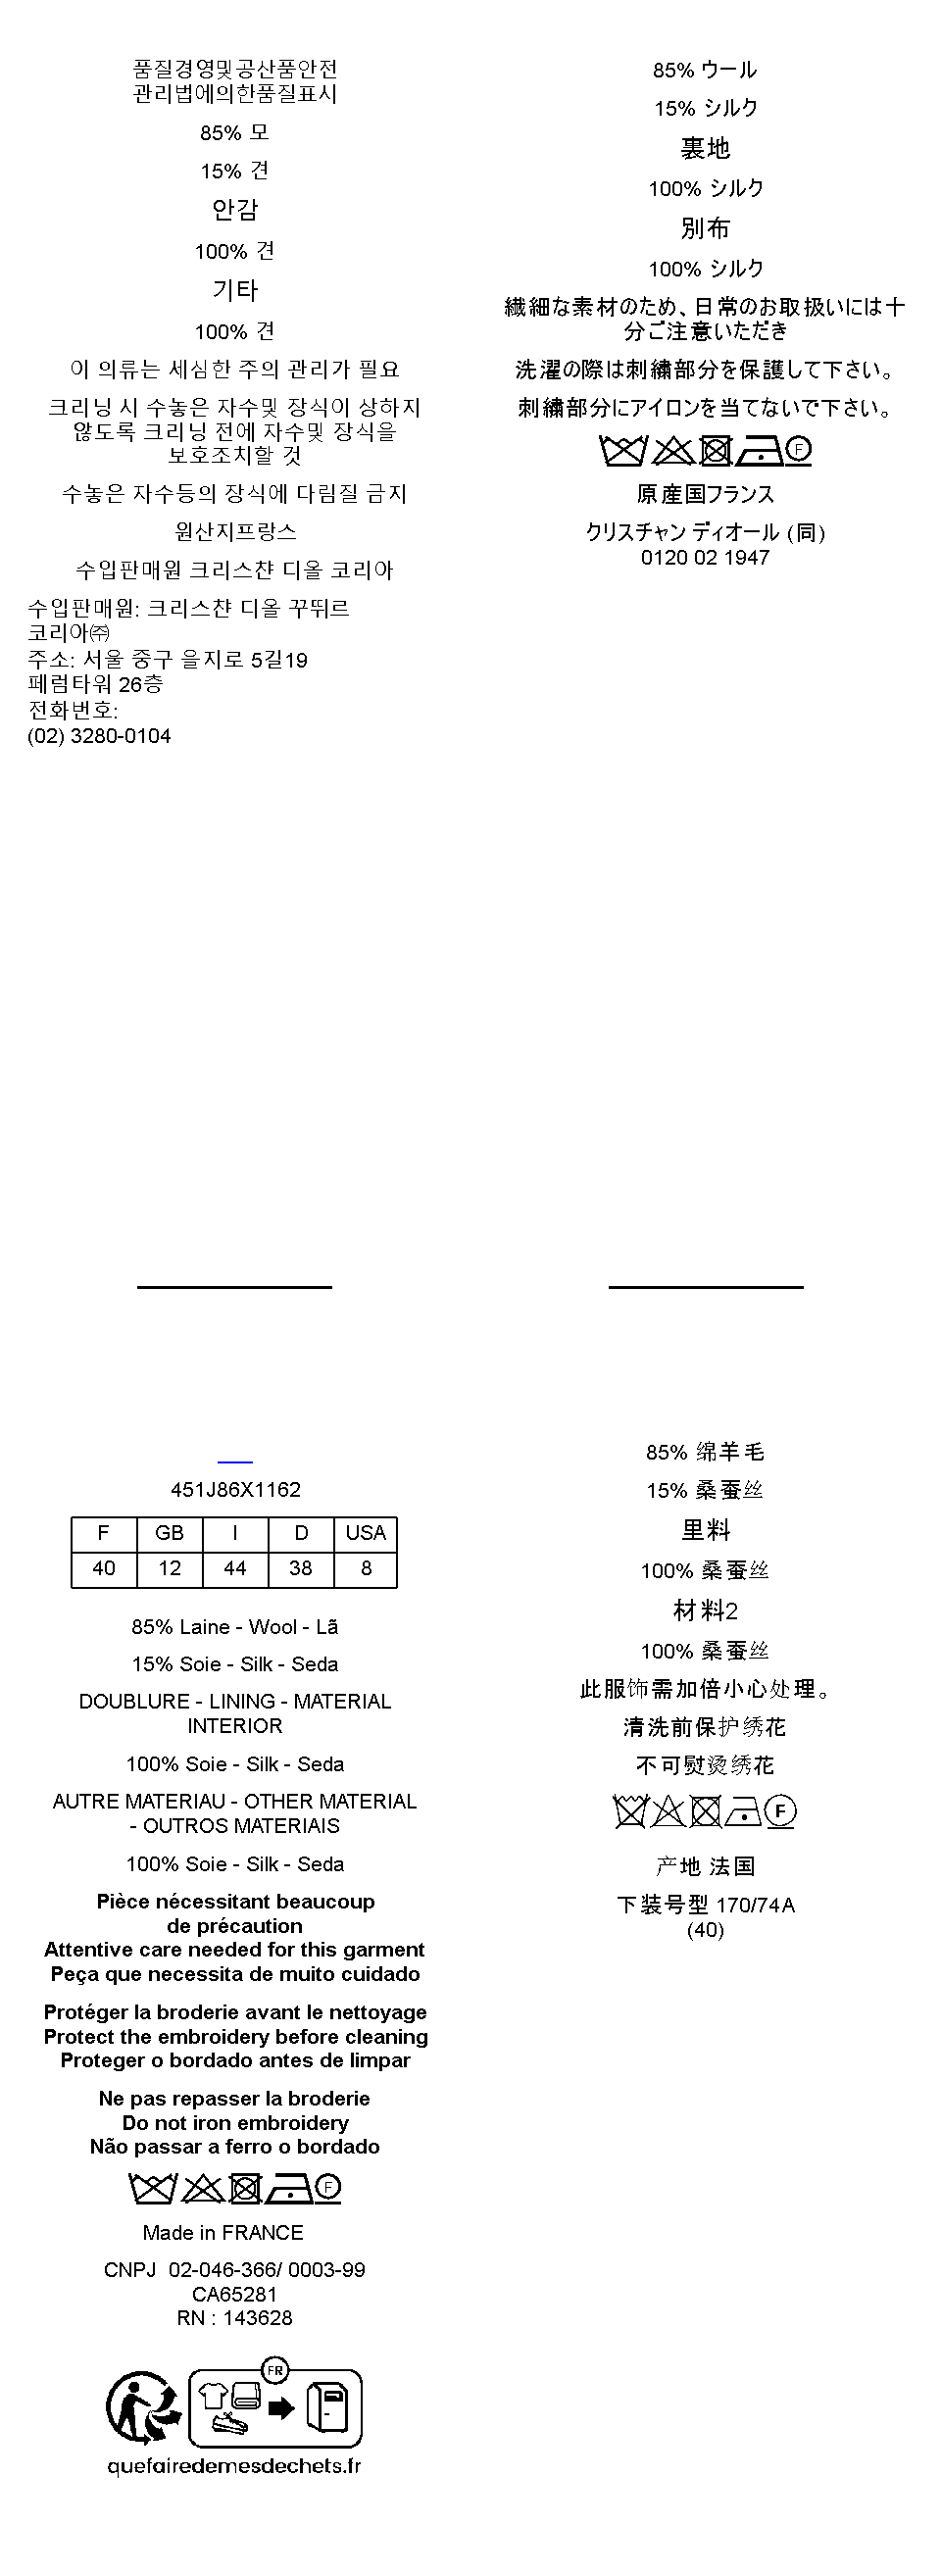 품질경영및공산품안전
관리법에의한품질표시
85% 모
15% 견
안감
100% 견
기타
100% 견
이 의류는 세심한 주의 관리가 필요
크리닝 시 수놓은 자수및 장식이 상하지
않도록 크리닝 전에 자수및 장식을
보호조치할 것
수놓은 자수등의 장식에 다림질 금지
원산지프랑스
수입판매원 크리스챤 디올 코리아
수입판매원: 크리스챤 디올 꾸뛰르
코리아㈜
주소: 서울 중구 을지로 5길19
페럼타워 26층
전화번호:
(02) 3280-0104
85% ウール
15% シルク
裏地
100% シルク
別布
100% シルク
繊細な素材のため、日常のお取扱いには十
分ご注意いただき
洗濯の際は刺繍部分を保護して下さい。
刺繍部分にアイロンを当てないで下さい。
F
原産国フランス
クリスチャン ディオール (同)
0120 02 1947
451J86X1162
F GB I D USA
40 12 44 38 8
85% Laine - Wool - Lã
15% Soie - Silk - Seda
DOUBLURE - LINING - MATERIAL
INTERIOR
100% Soie - Silk - Seda
AUTRE MATERIAU - OTHER MATERIAL
- OUTROS MATERIAIS
100% Soie - Silk - Seda
Pièce nécessitant beaucoup
de précaution
Attentive care needed for this garment
Peça que necessita de muito cuidado
Protéger la broderie avant le nettoyage
Protect the embroidery before cleaning
Proteger o bordado antes de limpar
Ne pas repasser la broderie
Do not iron embroidery
Não passar a ferro o bordado
F
Made in FRANCE
CNPJ 02-046-366/ 0003-99
CA65281
RN : 143628
FR
quefairedemesdechets.fr
85% 绵羊毛
15% 桑蚕丝
里料
100% 桑蚕丝
材料2
100% 桑蚕丝
此服饰需加倍小心处理。
清洗前保护绣花
不可熨烫绣花
F
产地 法国
下装号型 170/74A
(40)